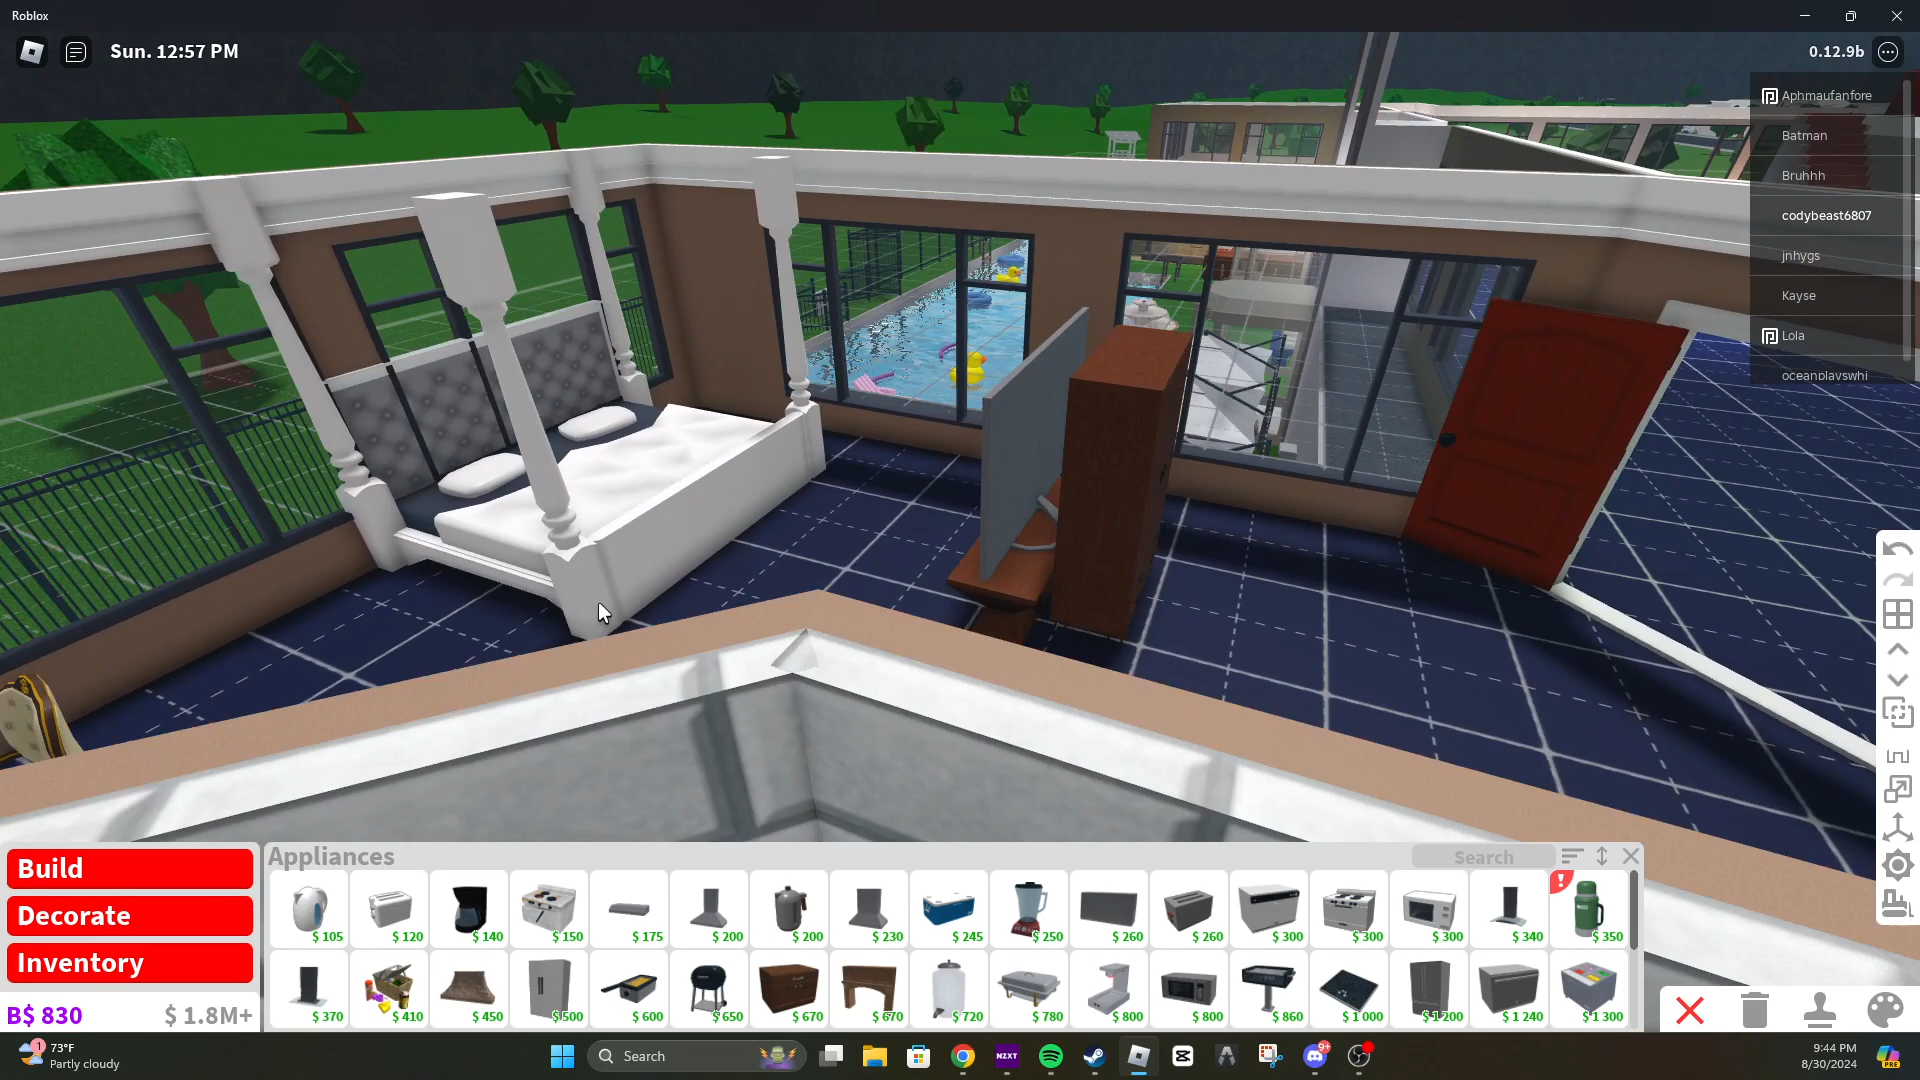 Roblox
Sun. 12:57 PM
0.12.9b
Aphmaufanfore
Batman
Bruhhh
codybeast6807
jnhygs
Kayse
Lola
oceanplayswhi
Build
Decorate
Inventory
B$ 830
$ 1.8M+
Appliances
Search
$ 105
$ 120
$ 140
$ 150
$ 175
$ 200
$ 200
$ 230
$ 245
$ 250
$ 260
$ 260
$ 300
$ 300
$ 300
$ 340
$ 350
$ 370
$ 410
$ 450
$ 500
$ 600
$ 650
$ 670
$ 670
$ 720
$ 780
$ 800
$ 800
$ 860
$ 1 000
$ 1 200
$ 1 240
$ 1 300
1
73°F
Partly cloudy
Search
NZXT
9+
PRE
9:44 PM
8/30/2024